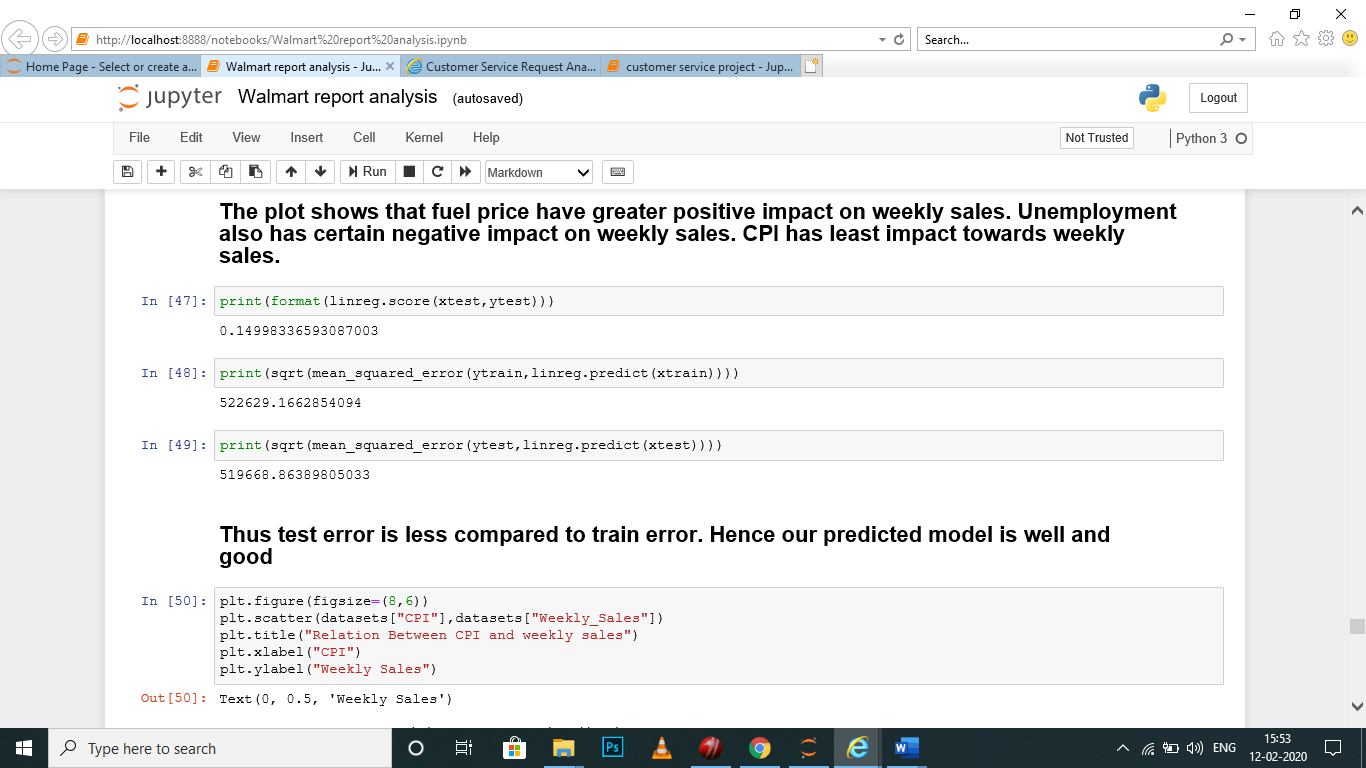 http://localhost:8888/notebooks/Walmart%20report%20analysis.ipynb
Search...
Home Page - Select or create a...
Walmart report analysis - Ju...
Customer Service Request Ana...
customer service project - Jup...
jupyter Walmart report analysis (autosaved)
Logout
File Edit View Insert Cell Kernel Help
Not Trusted
Python 3
Run
Markdown
The plot shows that fuel price have greater positive impact on weekly sales. Unemployment
also has certain negative impact on weekly sales. CPI has least impact towards weekly
sales.
In [47]: print(format(linreg.score(xtest,ytest)))
0.14998336593087003
In [48]: print(sqrt(mean_squared_error(ytrain,linreg.predict(xtrain))))
522629.1662854094
In [49]: print(sqrt(mean_squared_error(ytest,linreg.predict(xtest))))
519668.86389805033
Thus test error is less compared to train error. Hence our predicted model is well and
good
In [50]: plt.figure(figsize=(8,6))
plt.scatter(datasets["CPI"],datasets["Weekly_Sales"])
plt.title("Relation Between CPI and weekly sales")
plt.xlabel("CPI")
plt.ylabel("Weekly Sales")
Out[50]: Text(0, 0.5, 'Weekly Sales')
Type here to search
Ps
W
ENG
15:53
12-02-2020